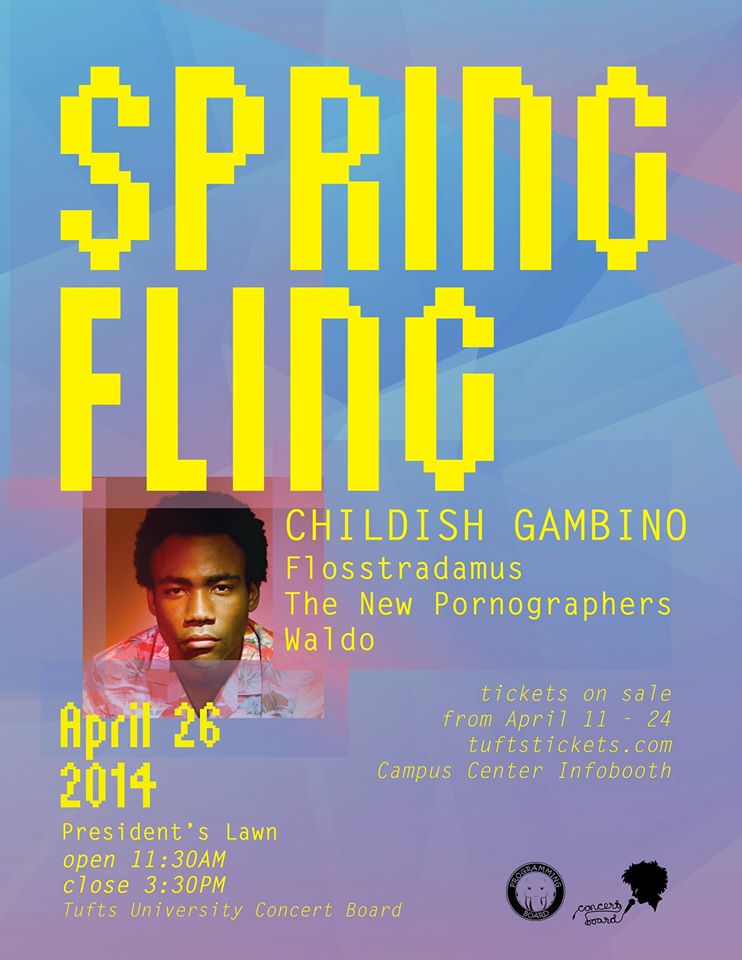 SPRING
FLING
CHILDISH GAMBINO
Flosstradamus
The New Pornographers
Waldo
tickets on sale
from April 11 - 24
tuftstickets.com
Campus Center Infobooth
April 26
2014
President's Lawn
open 11:30AM
close 3:30PM
Tufts University Concert Board
PROGRAMMING
BOARD
concert
board